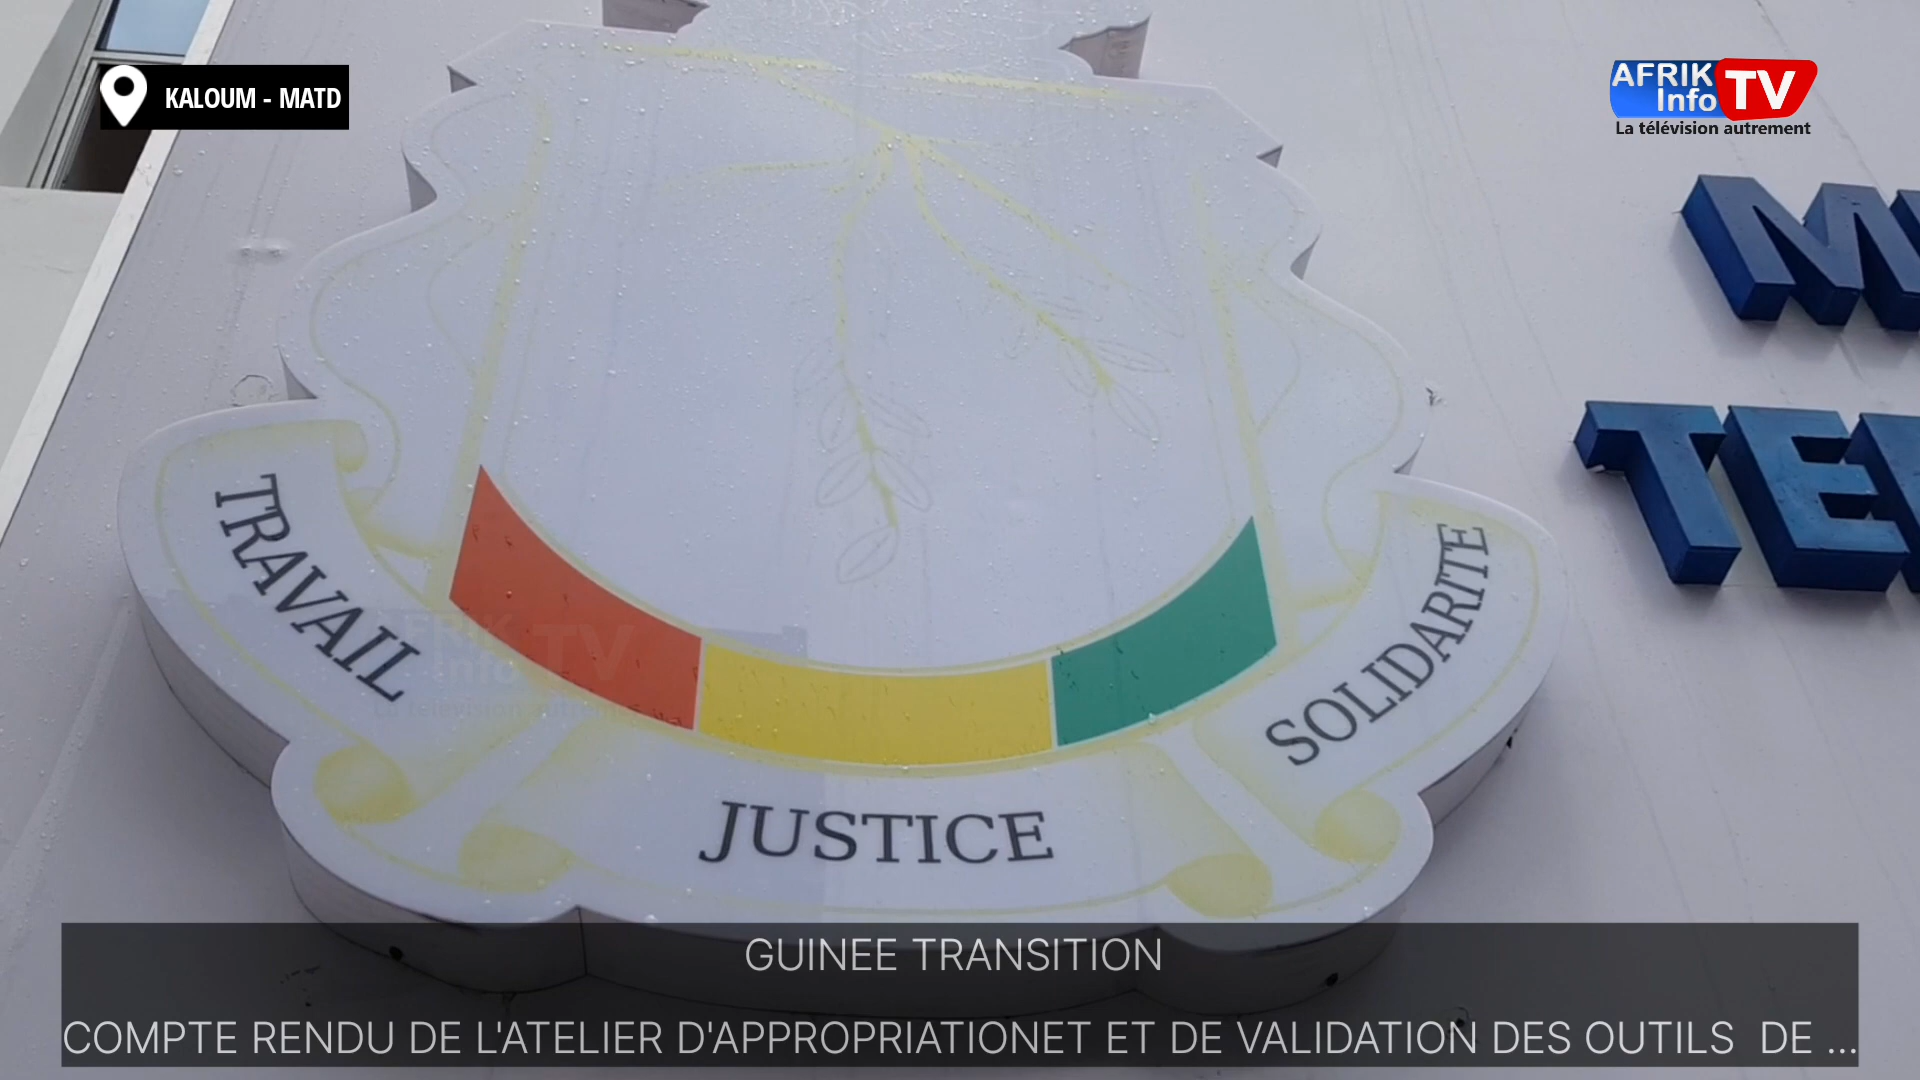 KALOUM - MATD
AFRIK
Info TV
La télévision autrement
TRAVAIL
JUSTICE
SOLIDARITE
GUINEE TRANSITION
COMPTE RENDU DE L'ATELIER D'APPROPRIATIONET ET DE VALIDATION DES OUTILS DE ...